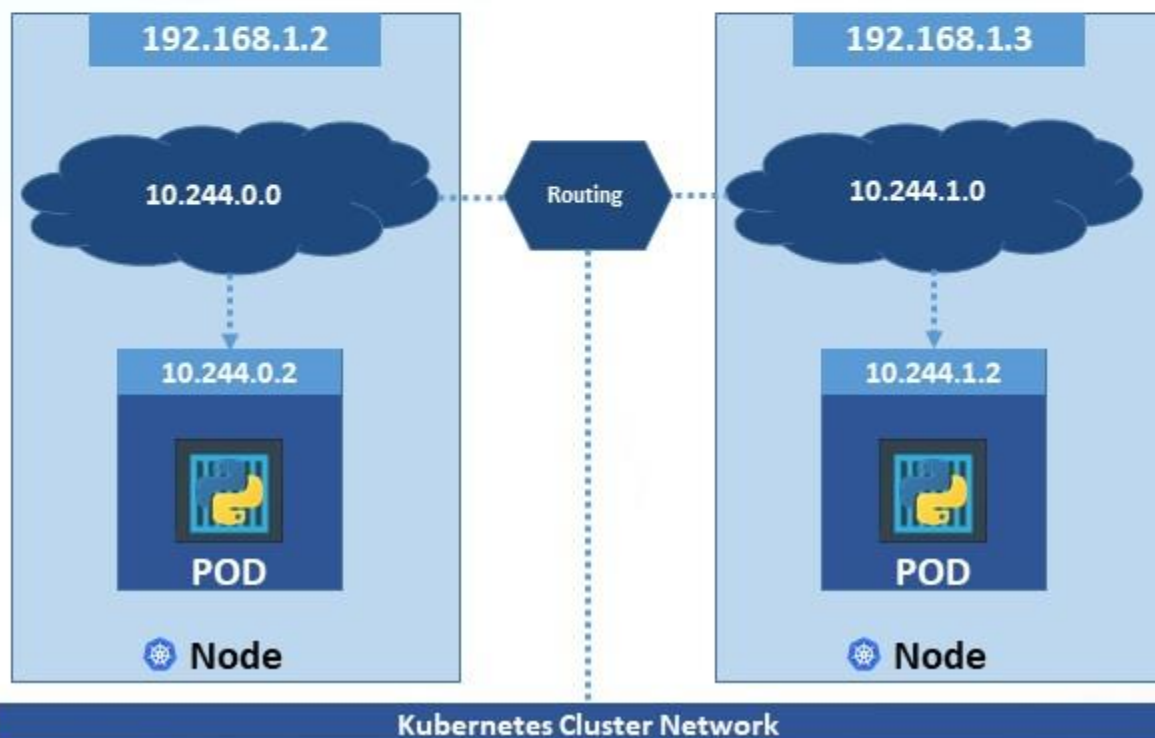 192.168.1.2
192.168.1.3
10.244.0.0
Routing
10.244.1.0
10.244.0.2
10.244.1.2
POD
POD
Node
Node
Kubernetes Cluster Network